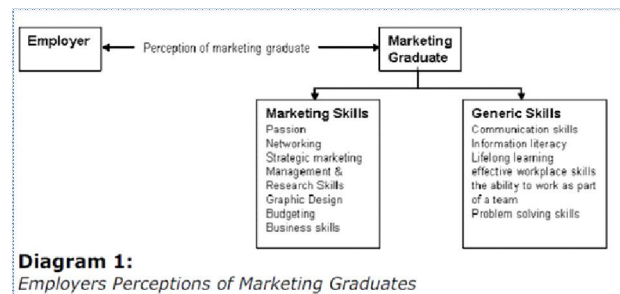 Employer
Perception of marketing graduate
Marketing
Graduate
Marketing Skills
Passion
Networking
Strategic marketing
Management &
Research Skills
Graphic Design
Budgeting
Business skills
Generic Skills
Communication skills
Information literacy
Lifelong learning
effective workplace skills
the ability to work as part
of a team
Problem solving skills
Diagram 1:
Employers Perceptions of Marketing Graduates